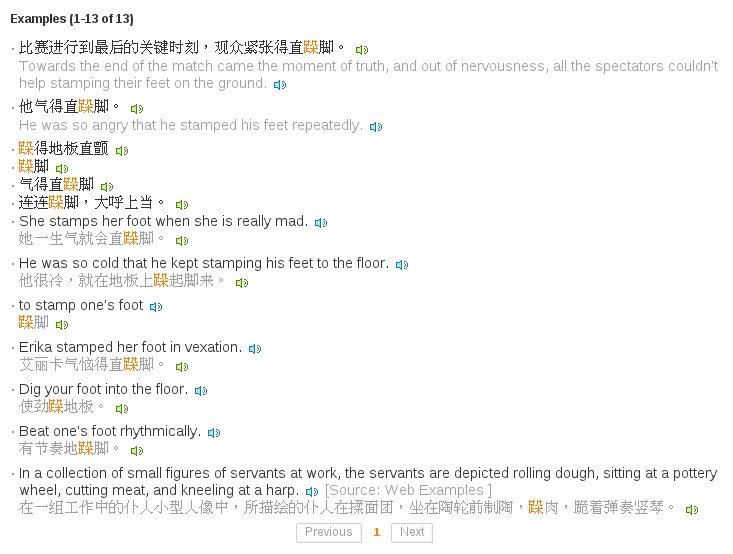 Examples (1-13 of 13)
· 比赛进行到最后的关键时刻，观众紧张得直跺脚。
Towards the end of the match came the moment of truth, and out of nervousness, all the spectators couldn't
help stamping their feet on the ground.
· 他气得直跺脚。
He was so angry that he stamped his feet repeatedly.
· 跺得地板直颤
· 跺脚
· 气得直跺脚
· 连连跺脚，大呼上当。
· She stamps her foot when she is really mad.
她一生气就会直跺脚。
· He was so cold that he kept stamping his feet to the floor.
他很冷，就在地板上跺起脚来。
· to stamp one's foot
跺脚
· Erika stamped her foot in vexation.
艾丽卡气恼得直跺脚。
· Dig your foot into the floor.
使劲跺地板。
· Beat one's foot rhythmically.
有节奏地跺脚。
· In a collection of small figures of servants at work, the servants are depicted rolling dough, sitting at a pottery
wheel, cutting meat, and kneeling at a harp. [Source: Web Examples ]
在一组工作中的仆人小型人像中，所描绘的仆人在揉面团，坐在陶轮前制陶，跺肉，跪着弹奏竖琴。
Previous 1 Next